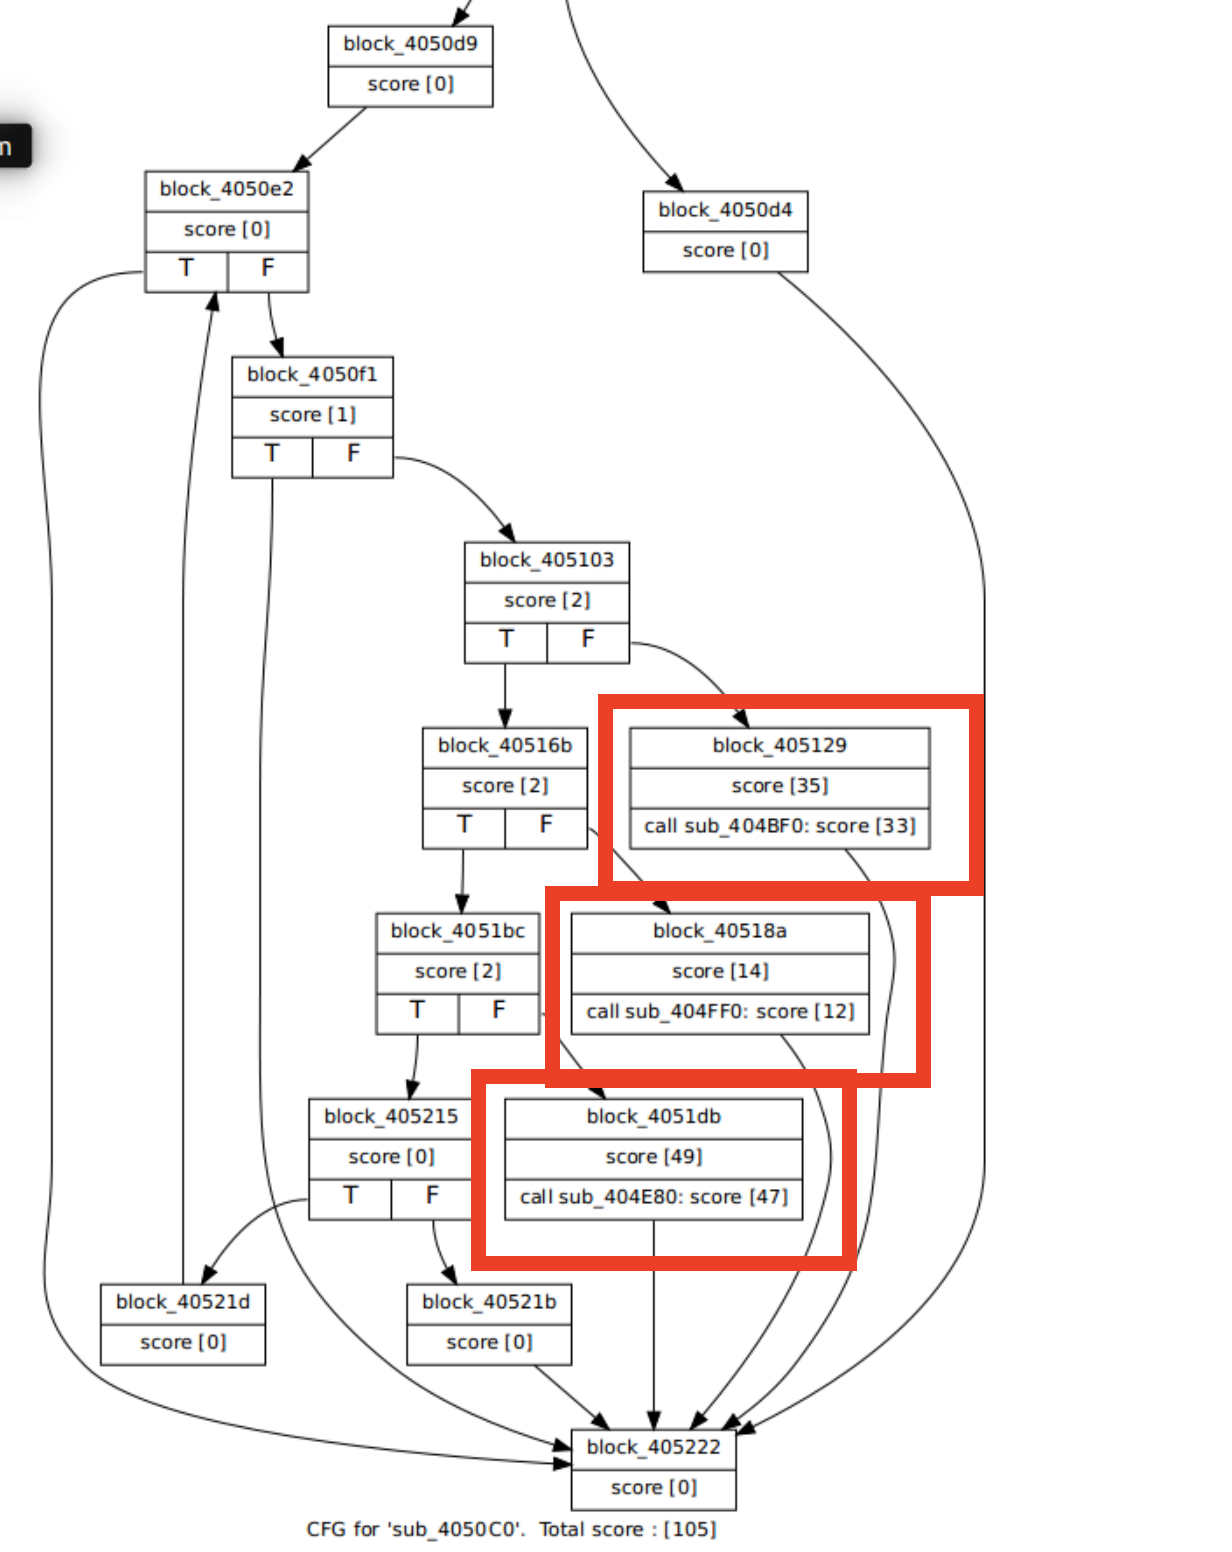 block_4050d9
score [0]
n
block_4050e2
score [0]
T F
block_4050d4
score [0]
block_4050f1
score [1]
T F
block_405103
score [2]
T F
block_40516b
score [2]
T F
block_405129
score [35]
call sub_404BF0: score [33]
block_4051bc
score [2]
T F
block_40518a
score [14]
call sub_404FF0: score [12]
block_405215
score [0]
T F
block_4051db
score [49]
call sub_404E80: score [47]
block_40521d
score [0]
block_40521b
score [0]
block_405222
score [0]
CFG for 'sub_4050C0'. Total score : [105]